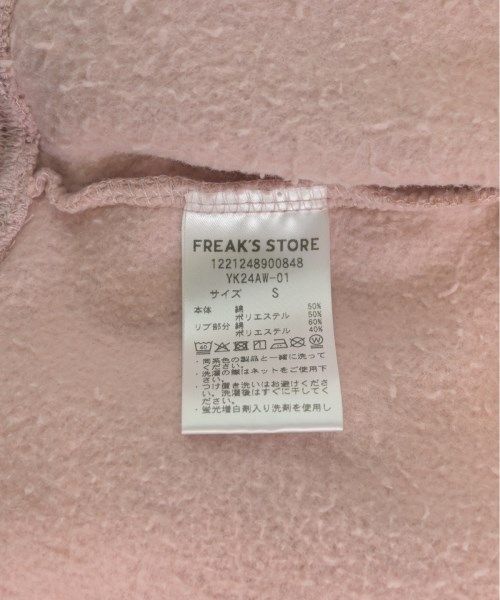 FREAK'S STORE
1221248900848
YK24AW-01
サイズ S
本体 綿 50%
ポリエステル 50%
リブ部分 綿 60%
ポリエステル 40%
40
・同系色の製品と一緒に洗って
ください。
・洗濯の際はネットをご使用下
さい。
・つけ置き洗いはお避けくださ
い。洗濯後はすぐに干してく
ださい。
・蛍光増白剤入り洗剤を使用し